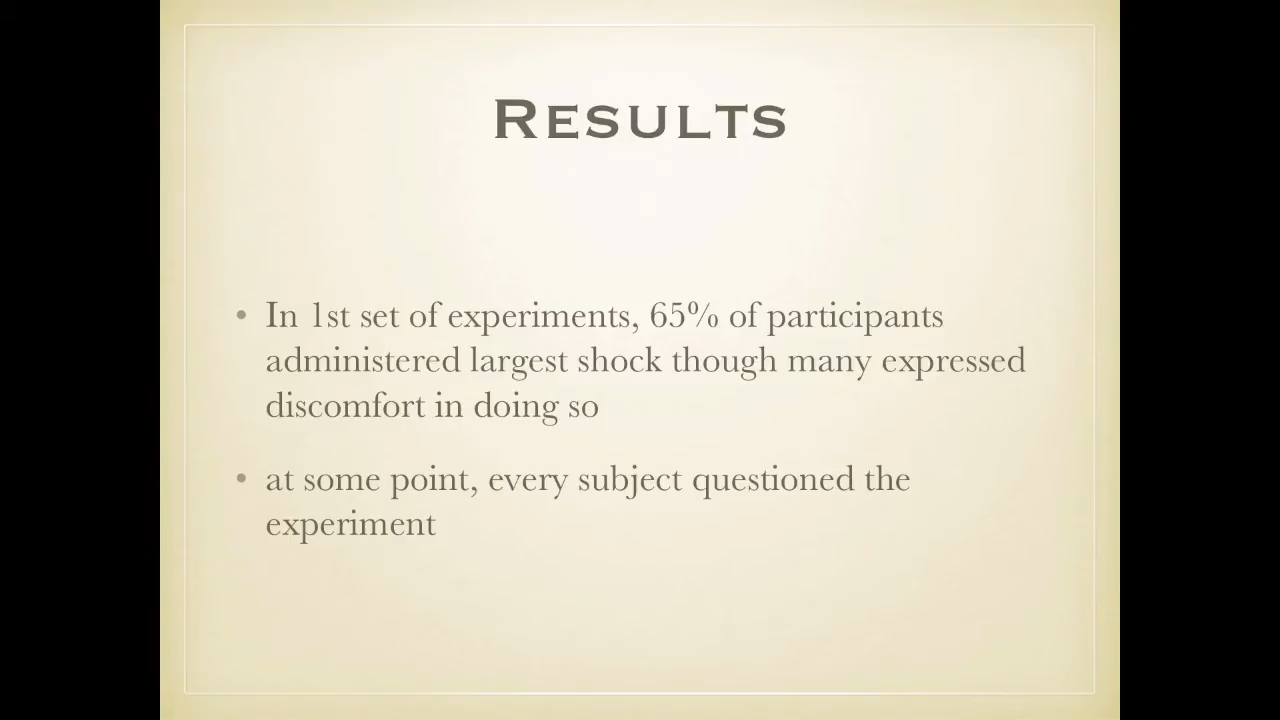 Results
• In 1st set of experiments, 65% of participants
administered largest shock though many expressed
discomfort in doing so
• at some point, every subject questioned the
experiment